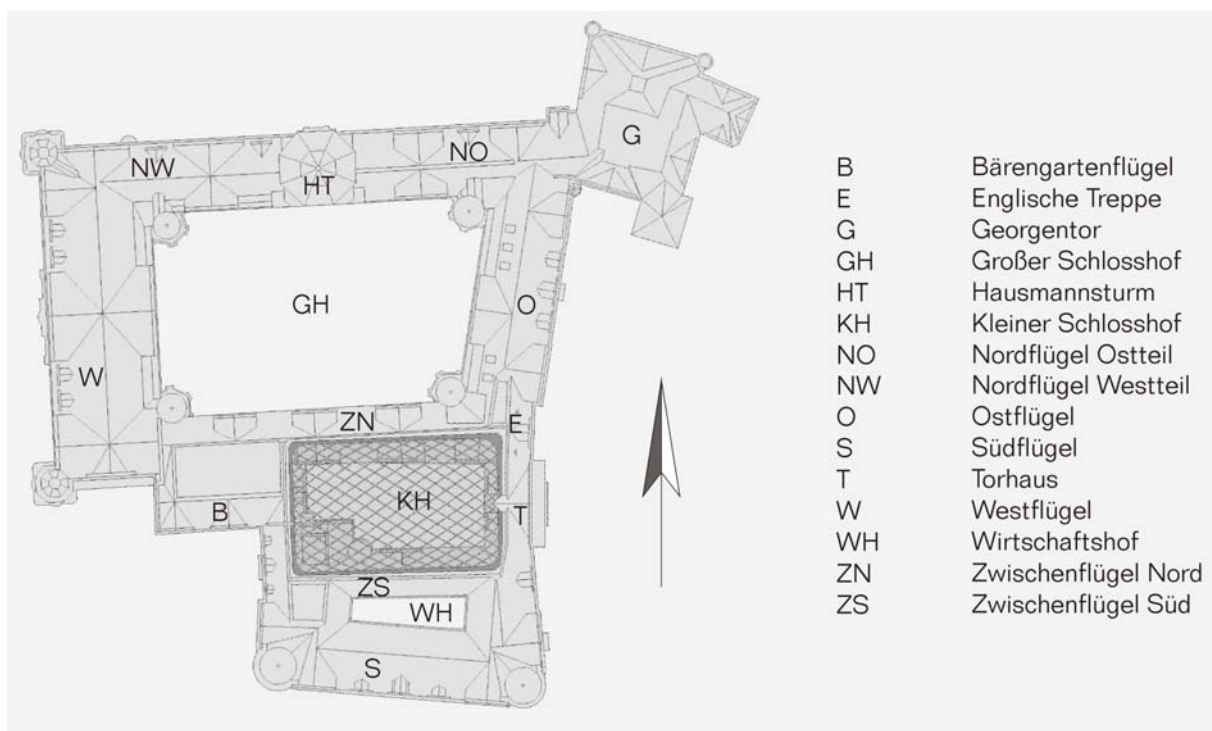 G
NW
NO
HT
GH
O
W
ZN
E
KH
B
T
ZS
WH
S
B Bärengartenflügel
E Englische Treppe
G Georgentor
GH Großer Schlosshof
HT Hausmannsturm
KH Kleiner Schlosshof
NO Nordflügel Ostteil
NW Nordflügel Westteil
O Ostflügel
S Südflügel
T Torhaus
W Westflügel
WH Wirtschaftshof
ZN Zwischenflügel Nord
ZS Zwischenflügel Süd